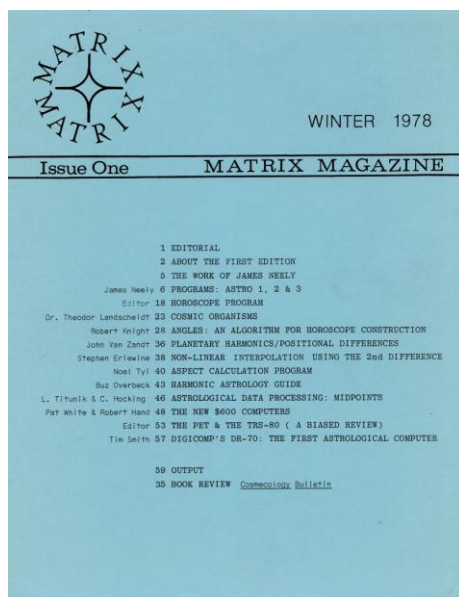 MATRIX
MATRIX
WINTER 1978
Issue One MATRIX MAGAZINE
1 EDITORIAL
2 ABOUT THE FIRST EDITION
5 THE WORK OF JAMES NEELY
James Neely 6 PROGRAMS: ASTRO 1, 2 & 3
Editor 18 HOROSCOPE PROGRAM
Dr. Theodor Landscheidt 23 COSMIC ORGANISMS
Robert Knight 28 ANGLES: AN ALGORITHM FOR HOROSCOPE CONSTRUCTION
John Van Zandt 36 PLANETARY HARMONICS/POSITIONAL DIFFERENCES
Stephen Erlewine 38 NON-LINEAR INTERPOLATION USING THE 2nd DIFFERENCE
Noel Tyl 40 ASPECT CALCULATION PROGRAM
Buz Overbeck 43 HARMONIC ASTROLOGY GUIDE
L. Titunik & C. Hocking 46 ASTROLOGICAL DATA PROCESSING: MIDPOINTS
Pat White & Robert Hand 48 THE NEW $600 COMPUTERS
Editor 53 THE PET & THE TRS-80 ( A BIASED REVIEW)
Tim Smith 57 DIGICOMP'S DR-70: THE FIRST ASTROLOGICAL COMPUTER
59 OUTPUT
35 BOOK REVIEW Cosmecology Bulletin